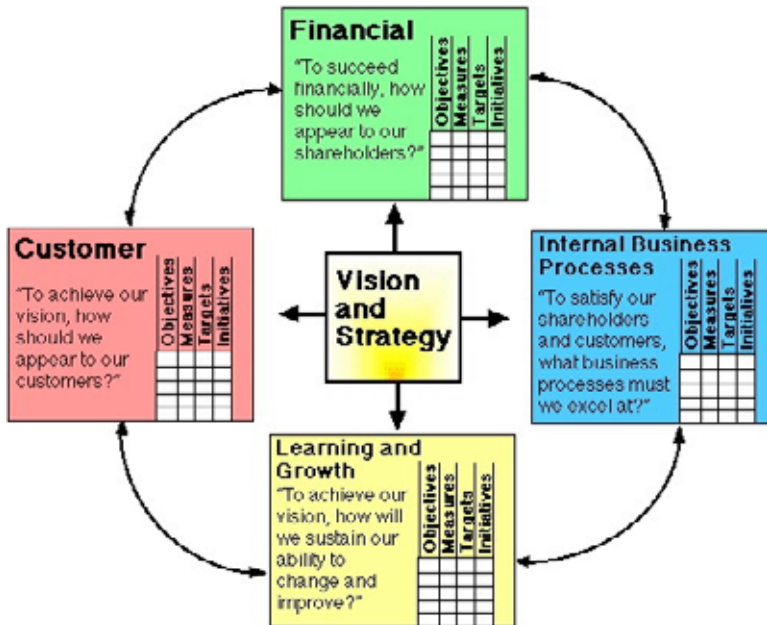 Financial
"To succeed
financially, how
should we
appear to our
shareholders?"
Objectives
Measures
Targets
Initiatives
Customer
"To achieve our
vision, how
should we
appear to our
customers?"
Objectives
Measures
Targets
Initiatives
Vision
and
Strategy
Internal Business
Processes
"To satisfy our
shareholders
and customers,
what business
processes must
we excel at?"
Objectives
Measures
Targets
Initiatives
Learning and
Growth
"To achieve our
vision, how will
we sustain our
ability to
change and
improve?"
Objectives
Measures
Targets
Initiatives